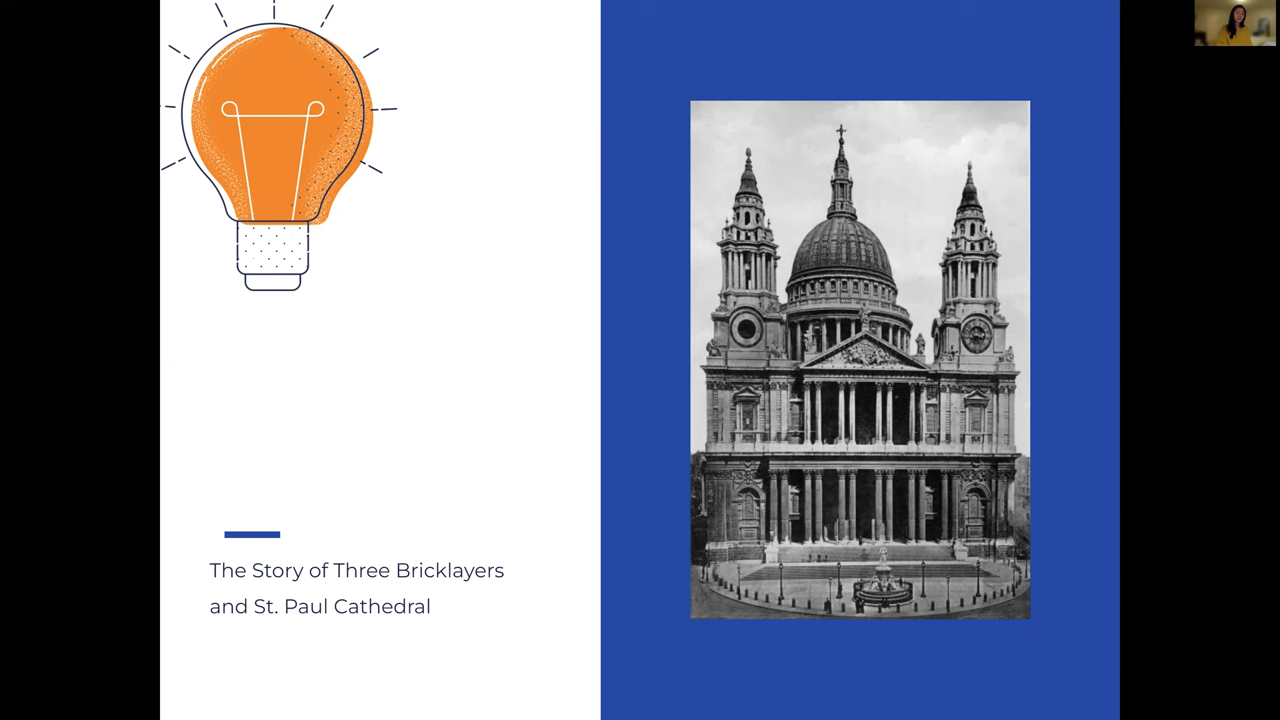 The Story of Three Bricklayers
and St. Paul Cathedral